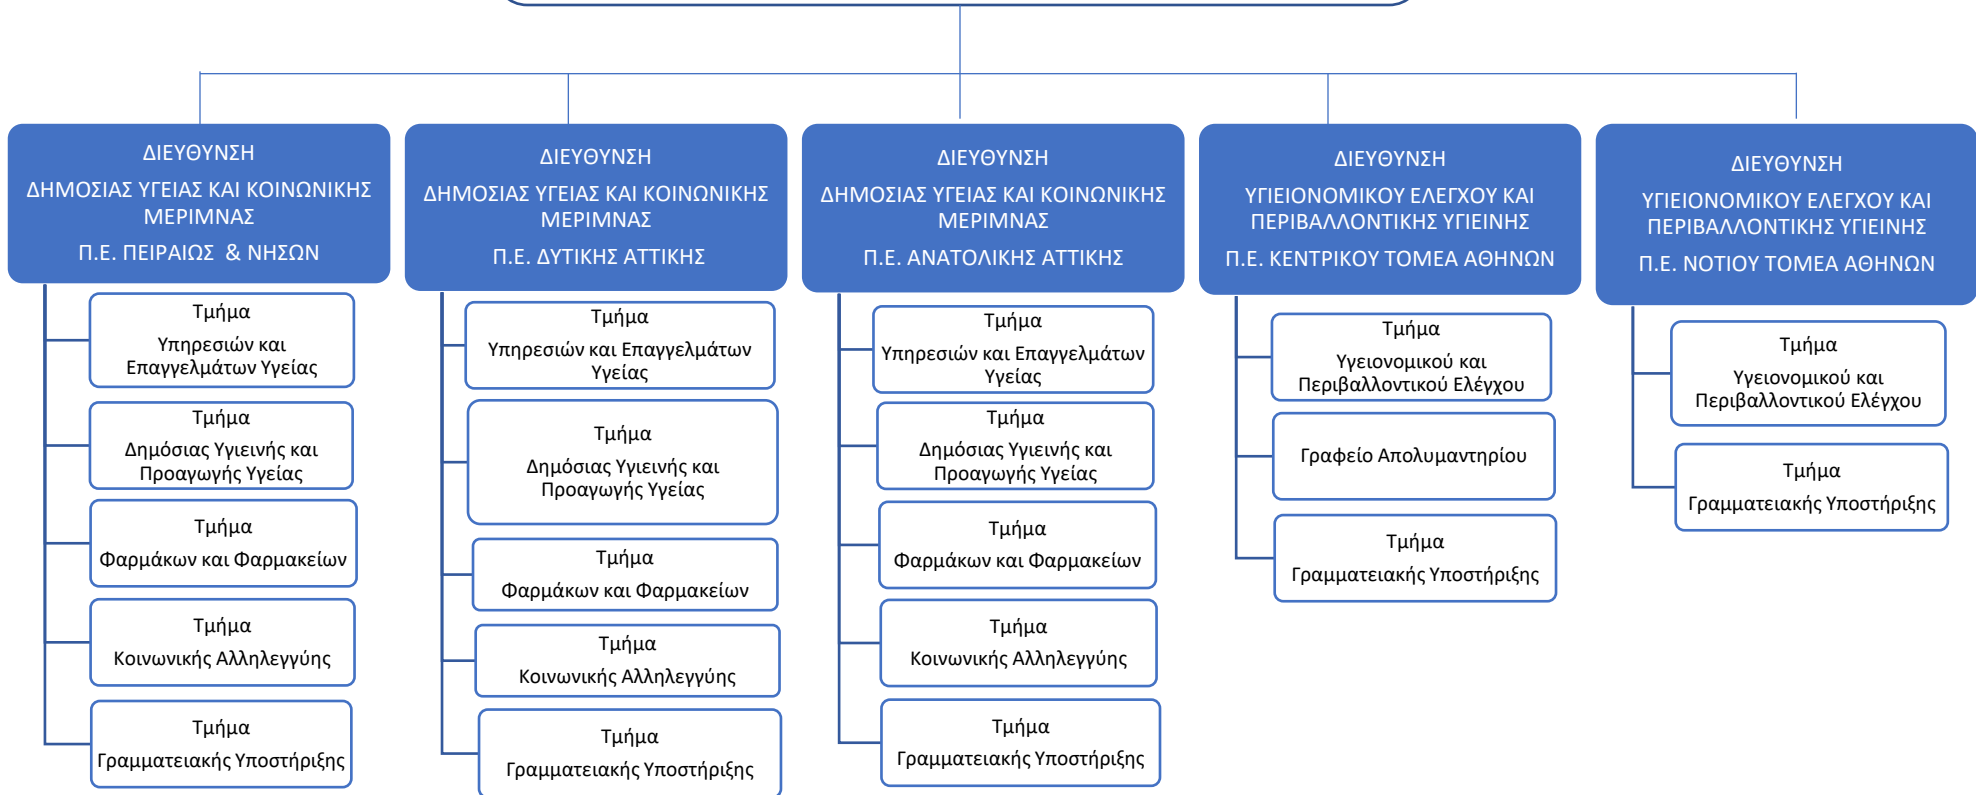 ΔΙΕΥΘΥΝΣΗ
ΔΗΜΟΣΙΑΣ ΥΓΕΙΑΣ ΚΑΙ ΚΟΙΝΩΝΙΚΗΣ
ΜΕΡΙΜΝΑΣ
Π.Ε. ΠΕΙΡΑΙΩΣ & ΝΗΣΩΝ
Τμήμα
Υπηρεσιών και
Επαγγελμάτων Υγείας
Τμήμα
Δημόσιας Υγιεινής και
Προαγωγής Υγείας
Τμήμα
Φαρμάκων και Φαρμακείων
Τμήμα
Κοινωνικής Αλληλεγγύης
Τμήμα
Γραμματειακής Υποστήριξης
ΔΙΕΥΘΥΝΣΗ
ΔΗΜΟΣΙΑΣ ΥΓΕΙΑΣ ΚΑΙ ΚΟΙΝΩΝΙΚΗΣ
ΜΕΡΙΜΝΑΣ
Π.Ε. ΔΥΤΙΚΗΣ ΑΤΤΙΚΗΣ
Τμήμα
Υπηρεσιών και Επαγγελμάτων
Υγείας
Τμήμα
Δημόσιας Υγιεινής και
Προαγωγής Υγείας
Τμήμα
Φαρμάκων και Φαρμακείων
Τμήμα
Κοινωνικής Αλληλεγγύης
Τμήμα
Γραμματειακής Υποστήριξης
ΔΙΕΥΘΥΝΣΗ
ΔΗΜΟΣΙΑΣ ΥΓΕΙΑΣ ΚΑΙ ΚΟΙΝΩΝΙΚΗΣ
ΜΕΡΙΜΝΑΣ
Π.Ε. ΑΝΑΤΟΛΙΚΗΣ ΑΤΤΙΚΗΣ
Τμήμα
Υπηρεσιών και Επαγγελμάτων
Υγείας
Τμήμα
Δημόσιας Υγιεινής και
Προαγωγής Υγείας
Τμήμα
Φαρμάκων και Φαρμακείων
Τμήμα
Κοινωνικής Αλληλεγγύης
Τμήμα
Γραμματειακής Υποστήριξης
ΔΙΕΥΘΥΝΣΗ
ΥΓΙΕΙΟΝΟΜΙΚΟΥ ΕΛΕΓΧΟΥ ΚΑΙ
ΠΕΡΙΒΑΛΛΟΝΤΙΚΗΣ ΥΓΙΕΙΝΗΣ
Π.Ε. ΚΕΝΤΡΙΚΟΥ ΤΟΜΕΑ ΑΘΗΝΩΝ
Τμήμα
Υγειονομικού και
Περιβαλλοντικού Ελέγχου
Γραφείο Απολυμαντηρίου
Τμήμα
Γραμματειακής Υποστήριξης
ΔΙΕΥΘΥΝΣΗ
ΥΓΙΕΙΟΝΟΜΙΚΟΥ ΕΛΕΓΧΟΥ ΚΑΙ
ΠΕΡΙΒΑΛΛΟΝΤΙΚΗΣ ΥΓΙΕΙΝΗΣ
Π.Ε. ΝΟΤΙΟΥ ΤΟΜΕΑ ΑΘΗΝΩΝ
Τμήμα
Υγειονομικού και
Περιβαλλοντικού Ελέγχου
Τμήμα
Γραμματειακής Υποστήριξης